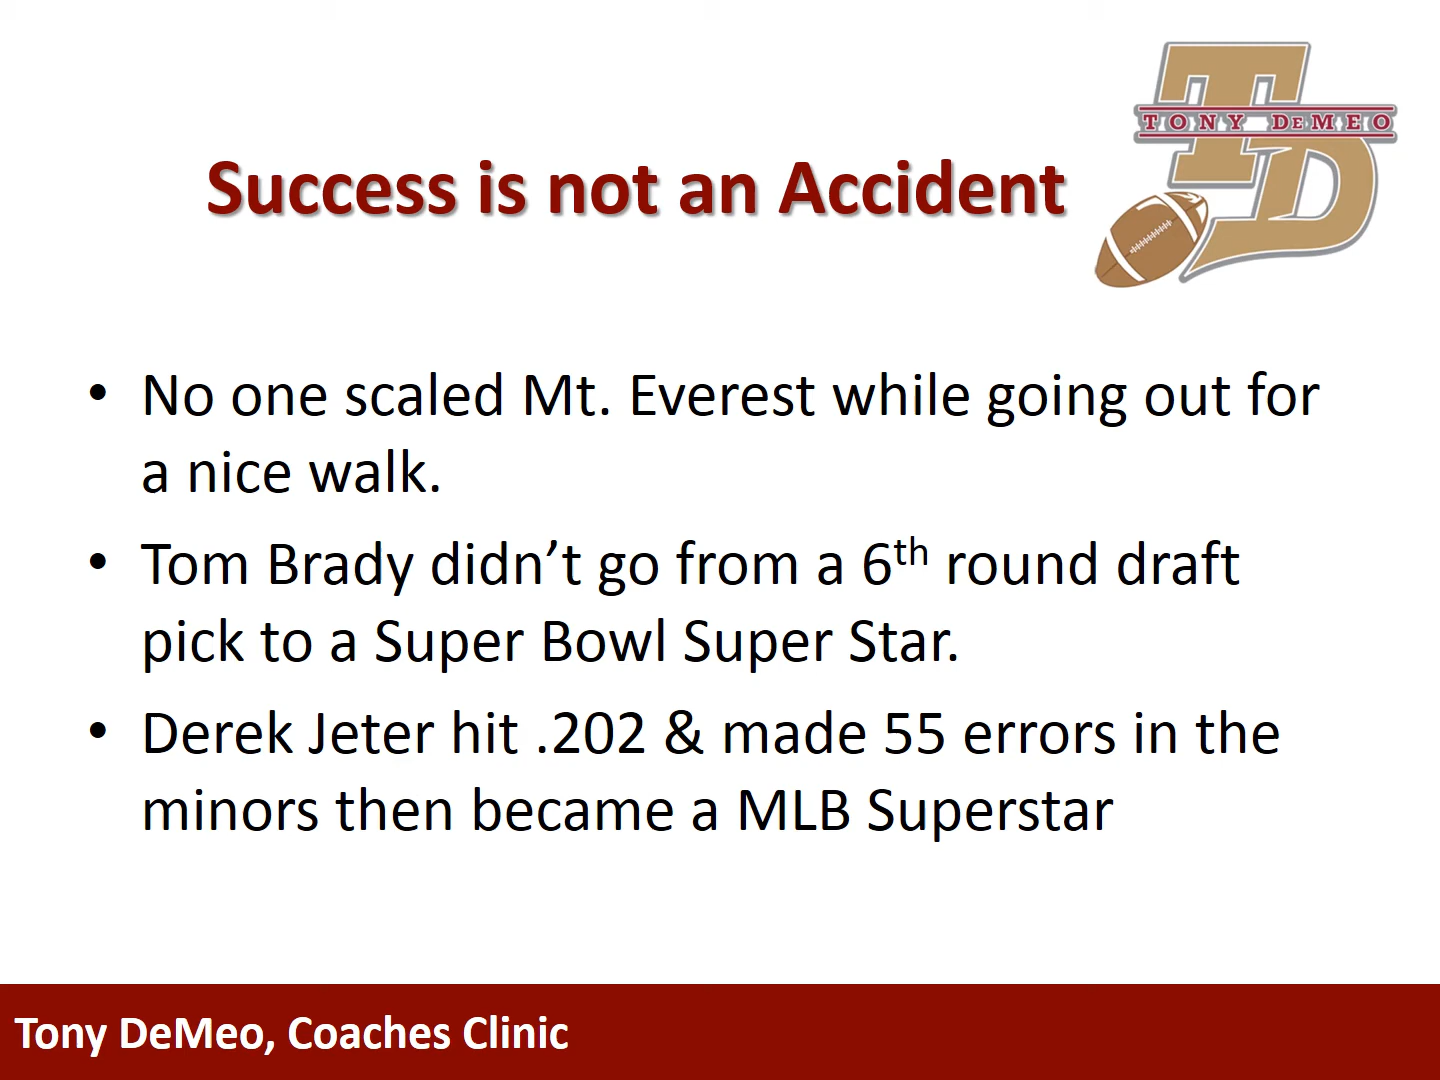 TONY DeMEO
Success is not an Accident
• No one scaled Mt. Everest while going out for
a nice walk.
• Tom Brady didn’t go from a 6th round draft
pick to a Super Bowl Super Star.
• Derek Jeter hit .202 & made 55 errors in the
minors then became a MLB Superstar
Tony DeMeo, Coaches Clinic